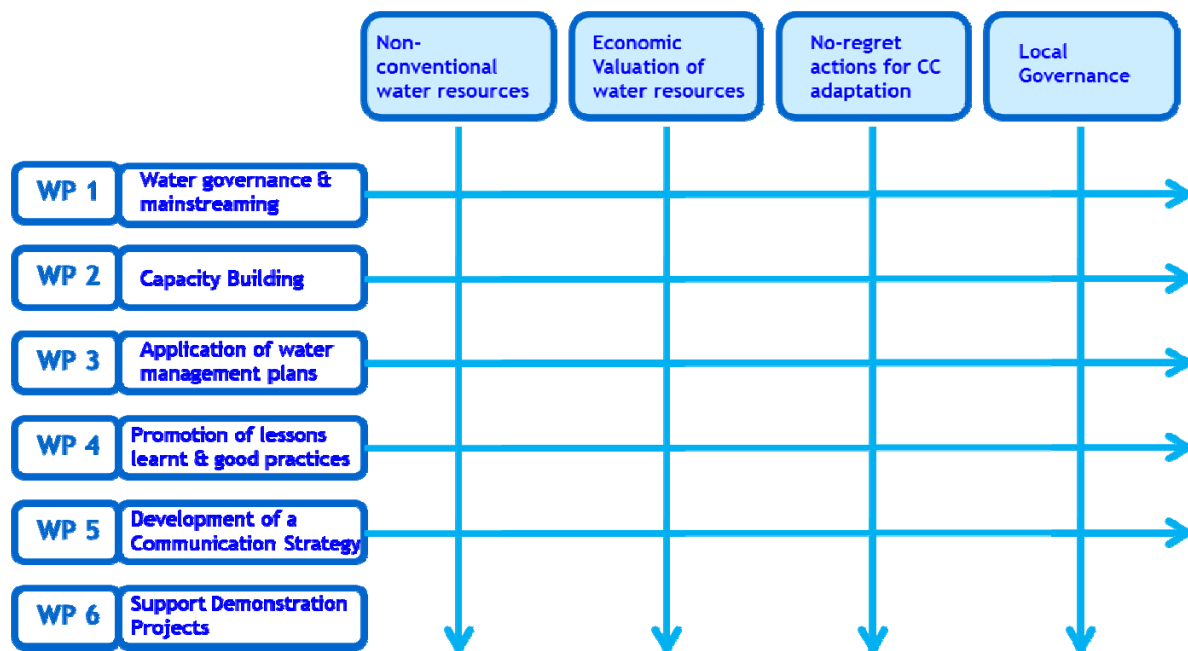 Non-
conventional
water resources
Economic
Valuation of
water resources
No-regret
actions for CC
adaptation
Local
Governance
WP 1
Water governance &
mainstreaming
WP 2
Capacity Building
WP 3
Application of water
management plans
WP 4
Promotion of lessons
learnt & good practices
WP 5
Development of a
Communication Strategy
WP 6
Support Demonstration
Projects